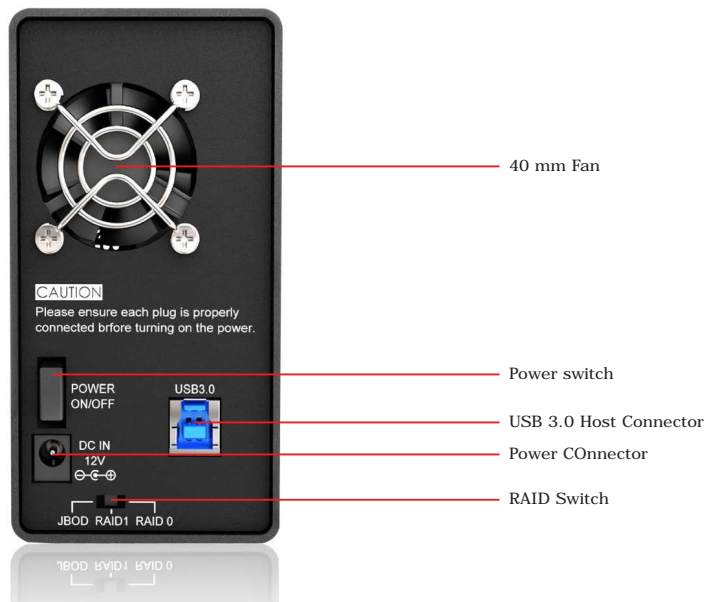 40 mm Fan
CAUTION
Please ensure each plug is properly
connected brfore turning on the power.
Power switch
POWER
ON/OFF
USB3.0
USB 3.0 Host Connector
DC IN
12V
Power COnnector
RAID Switch
JBOD RAID1 RAID 0
JBOD RAID1 RAID 0